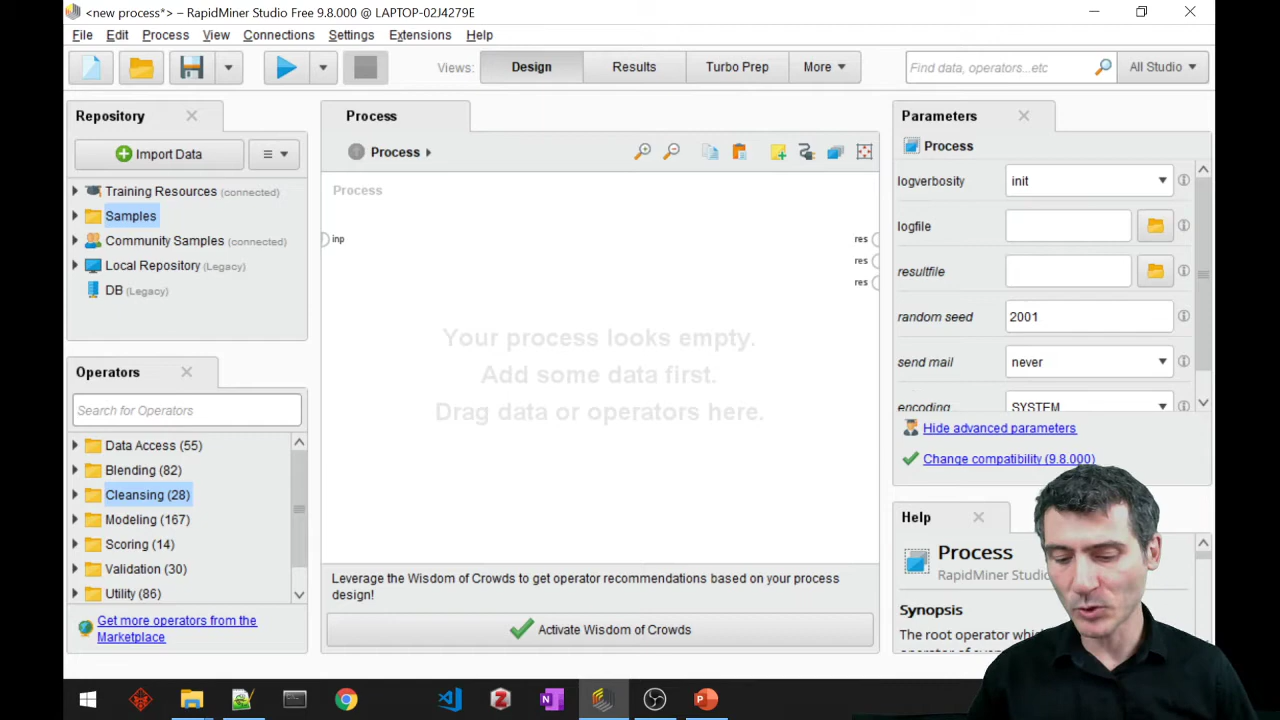 <new process*> – RapidMiner Studio Free 9.8.000 @ LAPTOP-02J4279E
File Edit Process View Connections Settings Extensions Help
Views: Design Results Turbo Prep More Find data, operators...etc All Studio
Repository
Import Data
Training Resources (connected)
Samples
Community Samples (connected)
Local Repository (Legacy)
DB (Legacy)
Operators
Search for Operators
Data Access (55)
Blending (82)
Cleansing (28)
Modeling (167)
Scoring (14)
Validation (30)
Utility (86)
Get more operators from the
Marketplace
Process
Process
Process
inp
res
res
res
Your process looks empty.
Add some data first.
Drag data or operators here.
Leverage the Wisdom of Crowds to get operator recommendations based on your process
design!
Activate Wisdom of Crowds
Parameters
Process
logverbosity init
logfile
resultfile
random seed 2001
send mail never
encoding SYSTEM
Hide advanced parameters
Change compatibility (9.8.000)
Help
Process
RapidMiner Studio
Synopsis
The root operator